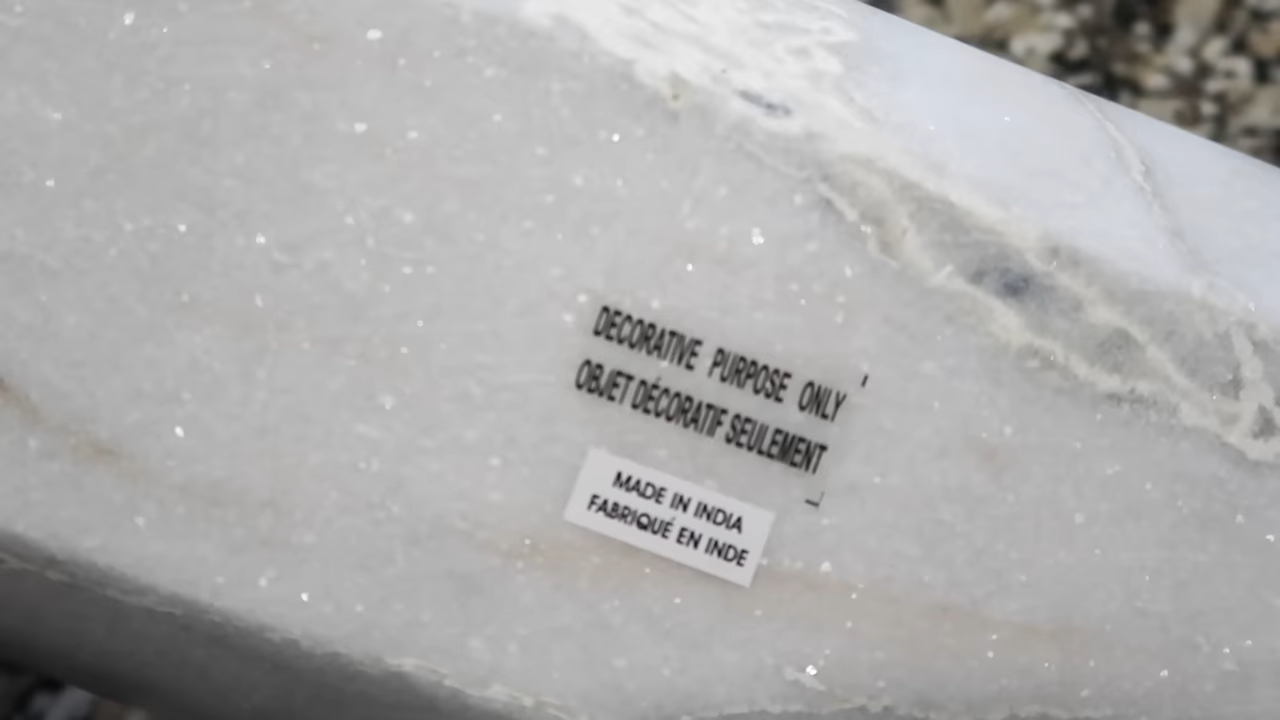 DECORATIVE PURPOSE ONLY
OBJET DÉCORATIF SEULEMENT
MADE IN INDIA
FABRIQUÉ EN INDE